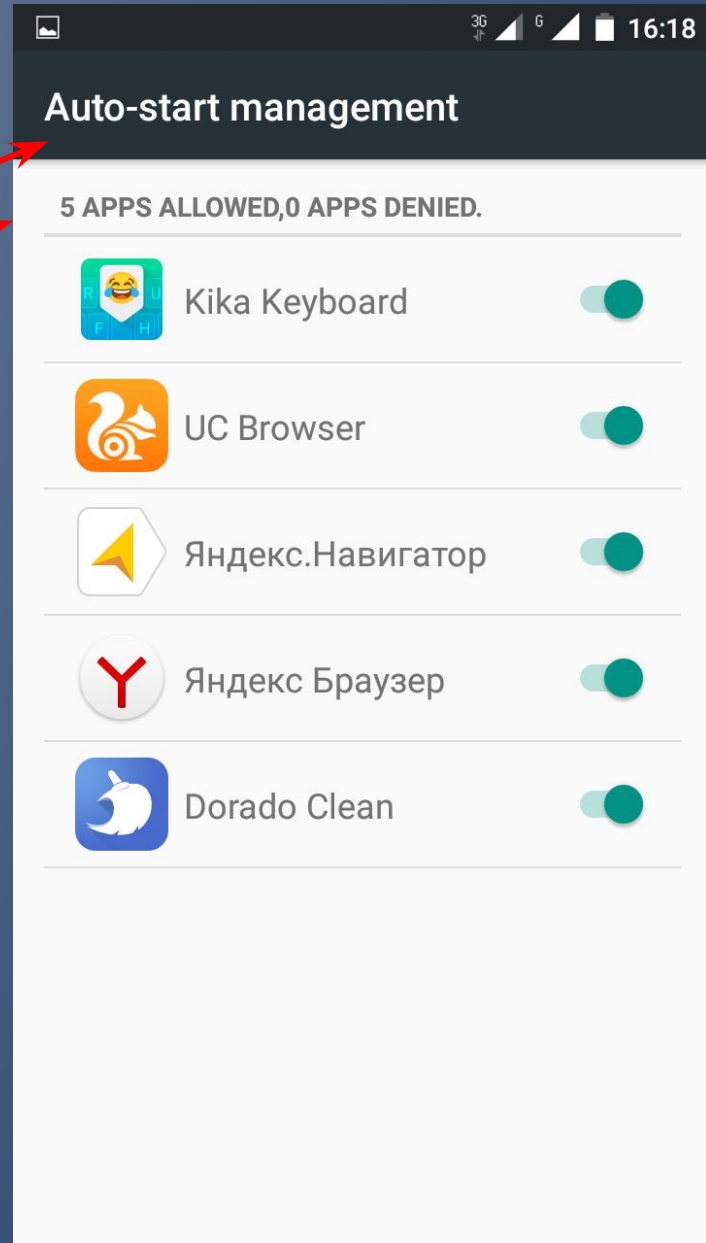 3G G 16:18
Auto-start management
5 APPS ALLOWED,0 APPS DENIED.
R U F H
Kika Keyboard
UC Browser
Яндекс.Навигатор
Яндекс Браузер
Dorado Clean